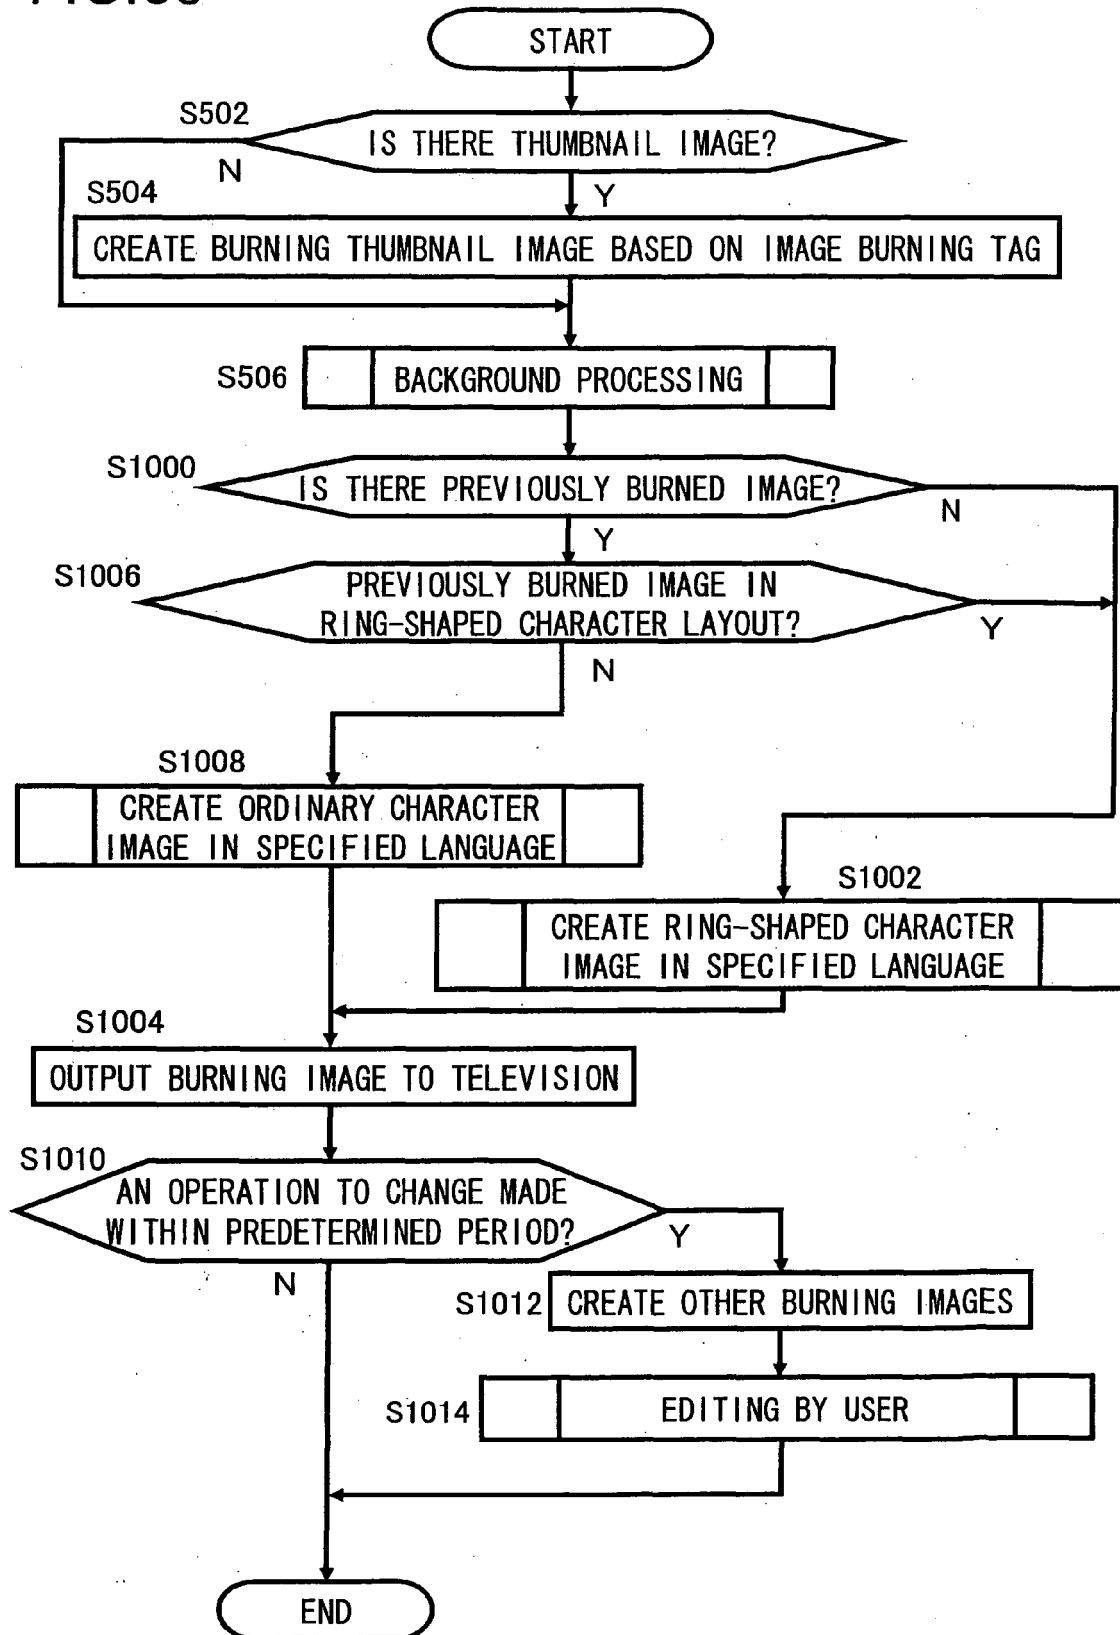 START
S502
IS THERE THUMBNAIL IMAGE?
N
Y
S504
CREATE BURNING THUMBNAIL IMAGE BASED ON IMAGE BURNING TAG
S506
BACKGROUND PROCESSING
S1000
IS THERE PREVIOUSLY BURNED IMAGE?
N
Y
S1006
PREVIOUSLY BURNED IMAGE IN
RING-SHAPED CHARACTER LAYOUT?
Y
N
S1008
CREATE ORDINARY CHARACTER
IMAGE IN SPECIFIED LANGUAGE
S1002
CREATE RING-SHAPED CHARACTER
IMAGE IN SPECIFIED LANGUAGE
S1004
OUTPUT BURNING IMAGE TO TELEVISION
S1010
AN OPERATION TO CHANGE MADE
WITHIN PREDETERMINED PERIOD?
Y
N
S1012
CREATE OTHER BURNING IMAGES
S1014
EDITING BY USER
END